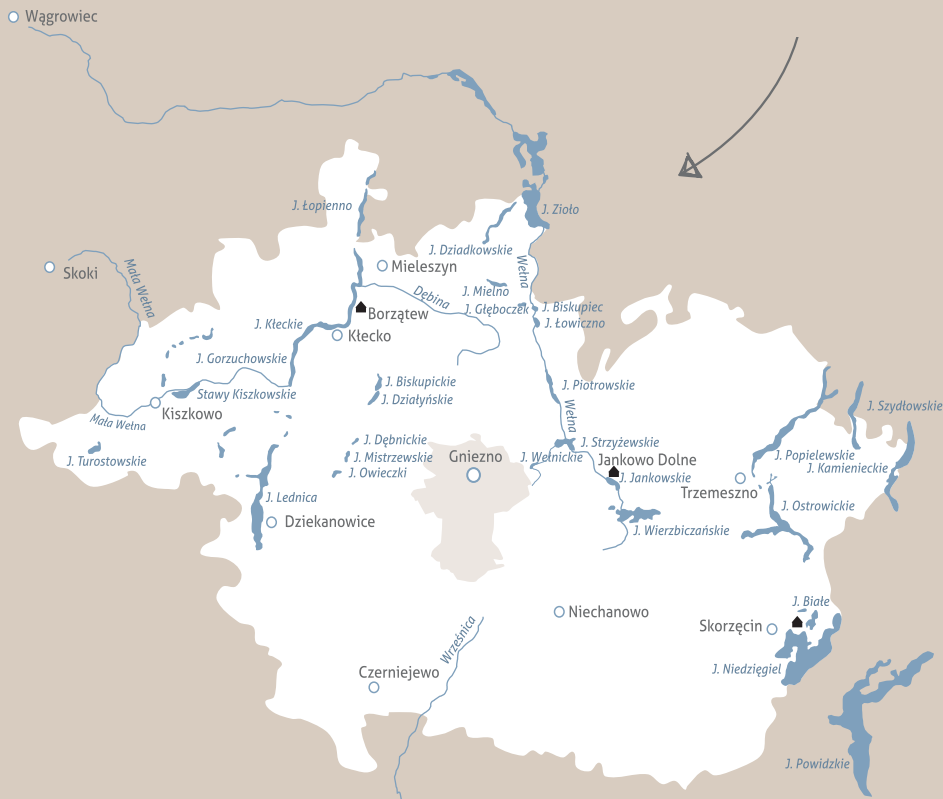 Wągrowiec
J. Łopienno
J. Zioło
J. Dziadkowskie
Wełna
Skoki
Mała Wełna
Mieleszyn
Dębina
J. Mielno
J. Głęboczek
J. Biskupiec
J. Łowiczno
Borzątew
J. Kłeckie
Kłecko
J. Gorzuchowskie
Stawy Kiszkowskie
Kiszkowo
Mała Wełna
J. Turostowskie
J. Biskupickie
J. Działyńskie
J. Piotrowskie
Wełna
J. Szydłowskie
J. Dębnickie
J. Mistrzewskie
J. Owieczki
Gniezno
J. Strzyżewskie
J. Wełnickie
Jankowo Dolne
J. Jankowskie
J. Popielewskie
J. Kamienieckie
Trzemeszno
J. Lednica
Dziekanowice
J. Ostrowickie
J. Wierzbiczańskie
Niechanowo
J. Białe
Skorzęcin
Wrześnica
Czerniejewo
J. Niedzięgiel
J. Powidzkie